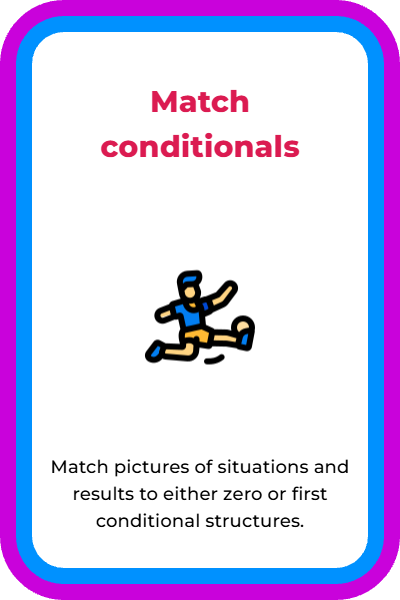 Match
conditionals
Match pictures of situations and
results to either zero or first
conditional structures.